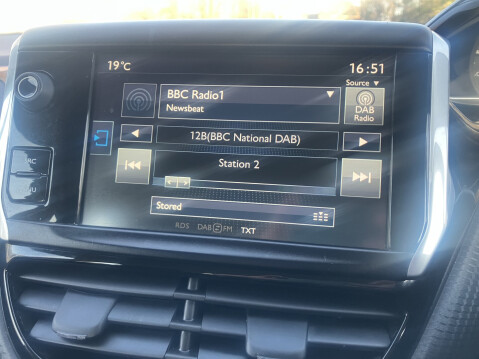 19°C
16:51
Source
BBC Radio1
Newsbeat
DAB
Radio
12B(BBC National DAB)
Station 2
Stored
RDS DAB FM TXT